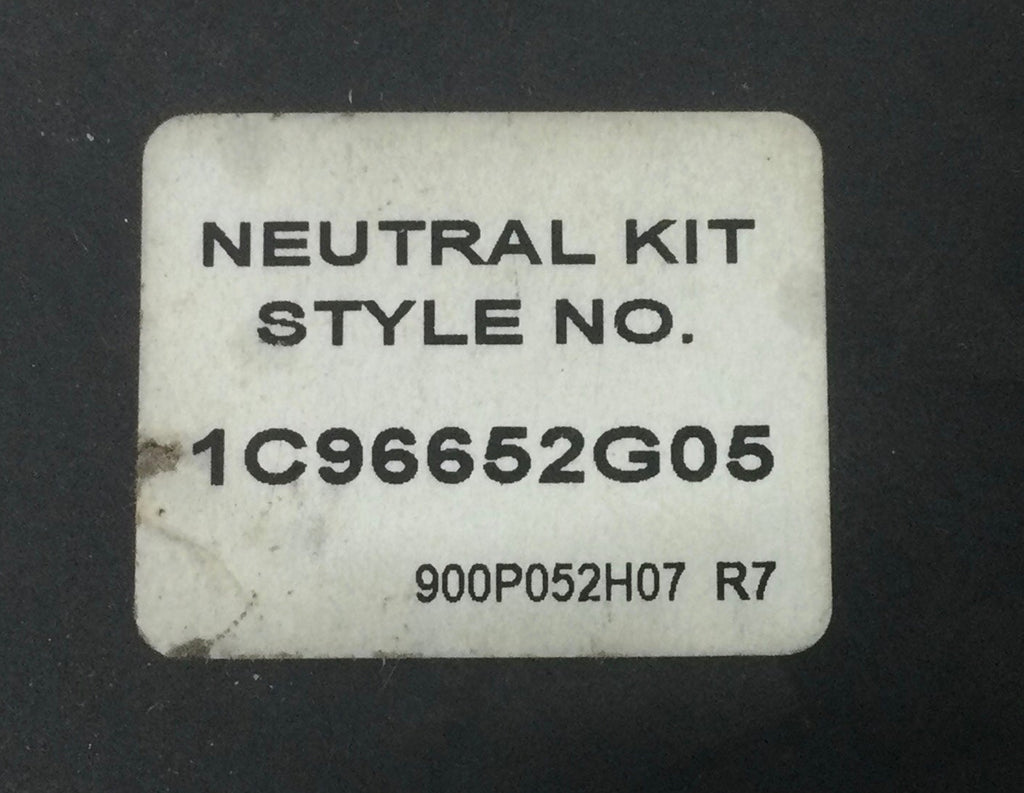 NEUTRAL KIT
STYLE NO.
1C96652G05
900P052H07 R7